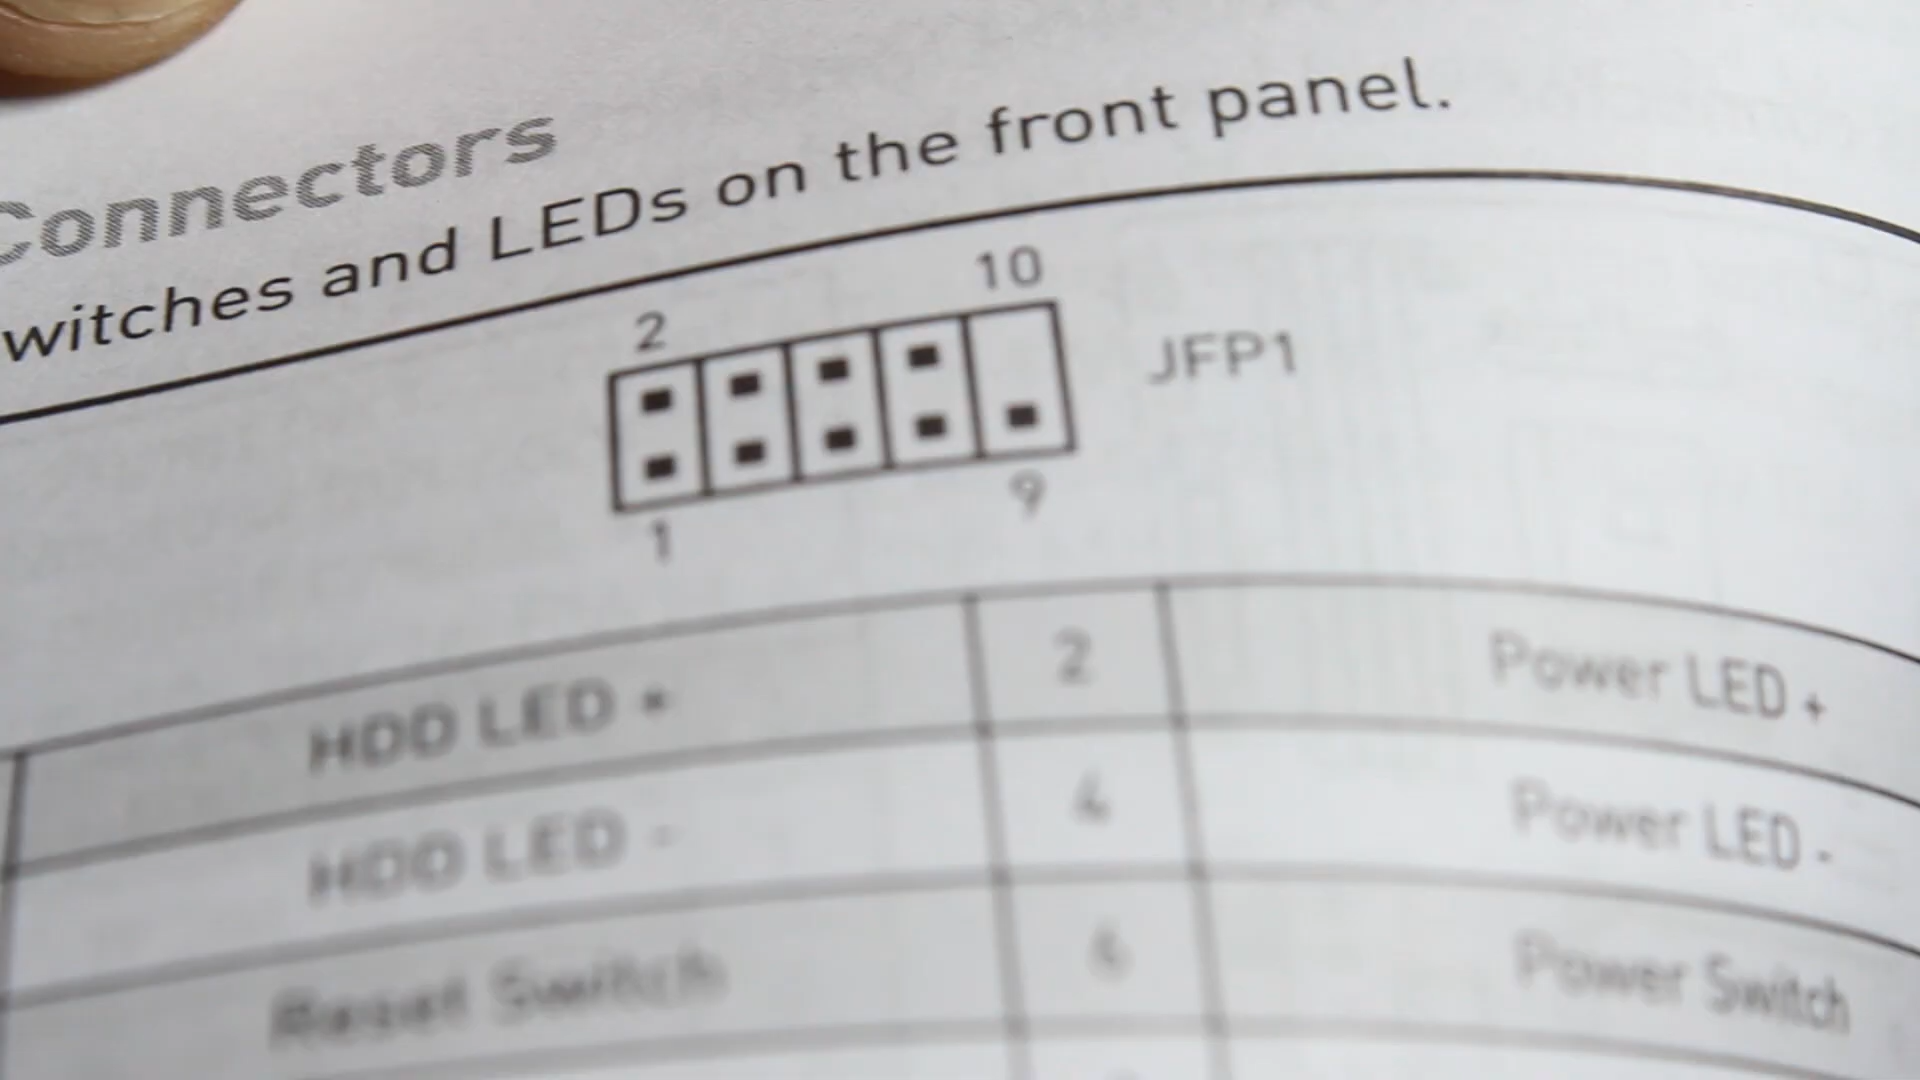 Connectors
witches and LEDs on the front panel.
2 10
JFP1
1 9
HDD LED + 2 Power LED +
HDD LED - 4 Power LED -
Reset Switch 6 Power Switch